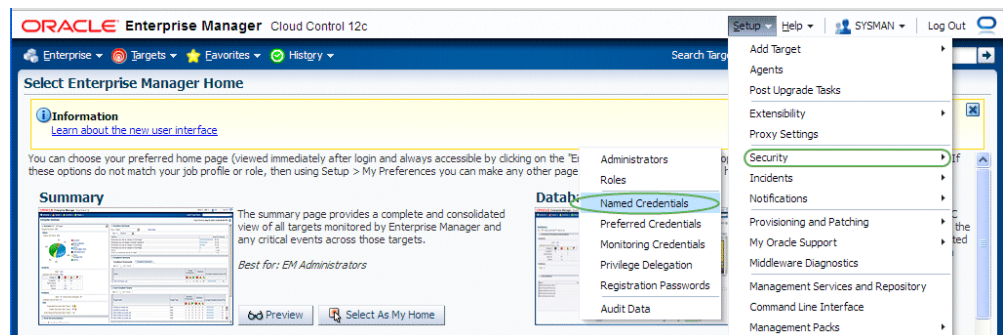 ORACLE Enterprise Manager Cloud Control 12c
Setup Help SYSMAN Log Out
Enterprise Targets Favorites History Search Targ
Select Enterprise Manager Home
Information
Learn about the new user interface
You can choose your preferred home page (viewed immediately after login and always accessible by clicking on the "E
If
these options do not match your job profile or role, then using Setup > My Preferences you can make any other page
Summary
The summary page provides a complete and consolidated
view of all targets monitored by Enterprise Manager and
any critical events across those targets.
Best for: EM Administrators
Preview
Select As My Home
Datab
the
ted
Administrators
Roles
Named Credentials
Preferred Credentials
Monitoring Credentials
Privilege Delegation
Registration Passwords
Audit Data
Add Target
Agents
Post Upgrade Tasks
Extensibility
Proxy Settings
Security
Incidents
Notifications
Provisioning and Patching
My Oracle Support
Middleware Diagnostics
Management Services and Repository
Command Line Interface
Management Packs